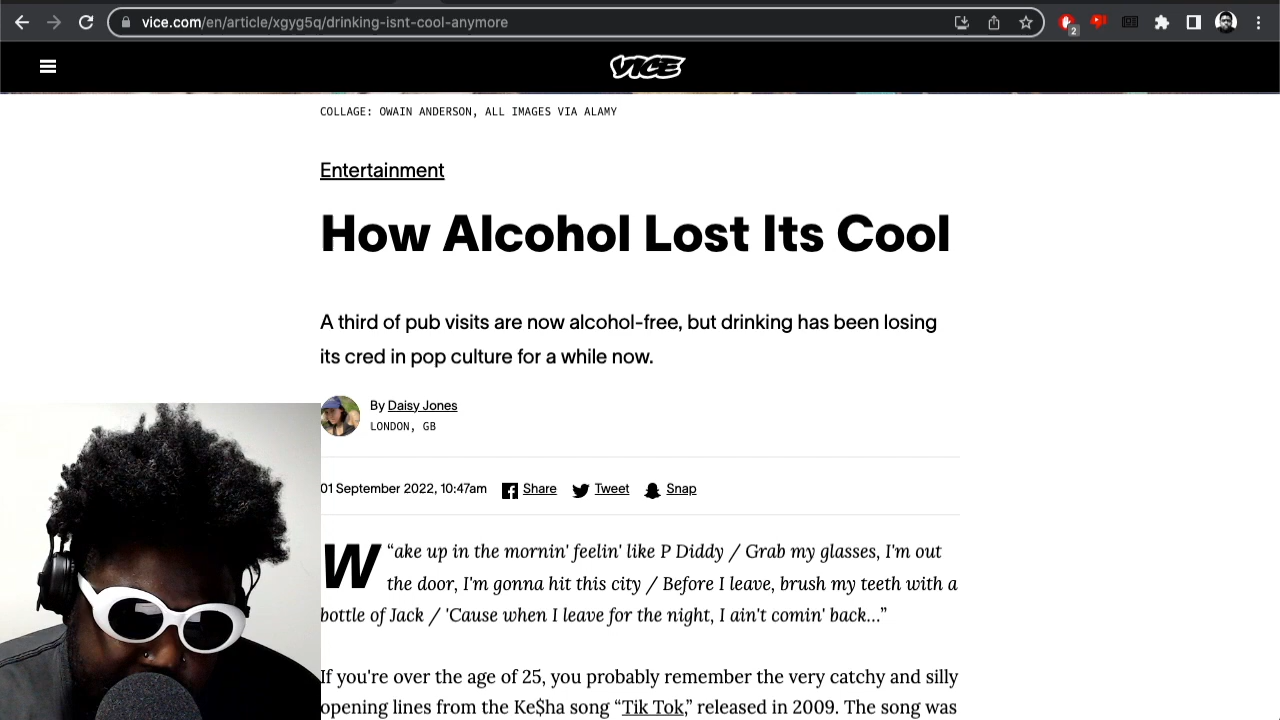 vice.com/en/article/xgyg5q/drinking-isnt-cool-anymore
2
VICE
COLLAGE: OWAIN ANDERSON, ALL IMAGES VIA ALAMY
Entertainment
How Alcohol Lost Its Cool
A third of pub visits are now alcohol-free, but drinking has been losing
its cred in pop culture for a while now.
By Daisy Jones
LONDON, GB
01 September 2022, 10:47am Share Tweet Snap
W “ake up in the mornin' feelin' like P Diddy / Grab my glasses, I'm out
the door, I'm gonna hit this city / Before I leave, brush my teeth with a
bottle of Jack / 'Cause when I leave for the night, I ain't comin' back…”
If you're over the age of 25, you probably remember the very catchy and silly
opening lines from the Ke$ha song “Tik Tok,” released in 2009. The song was